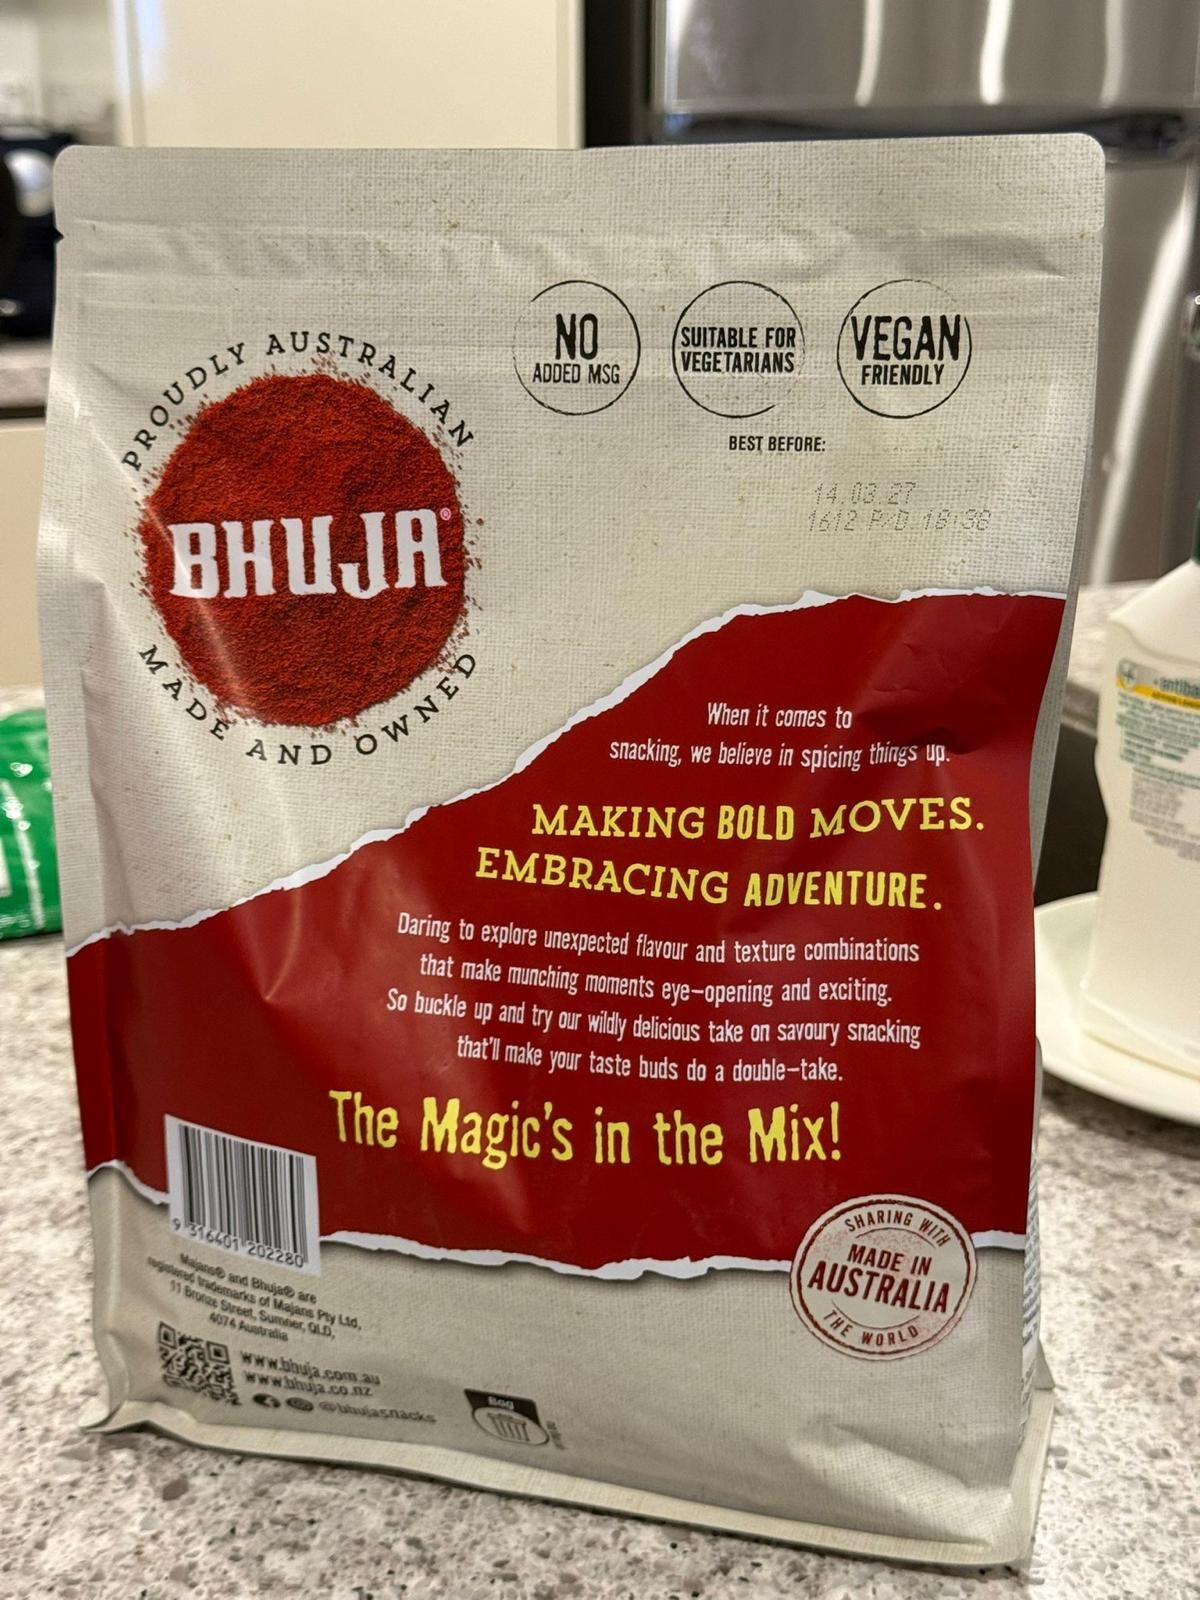 PROUDLY AUSTRALIAN
BHUJA®
MADE AND OWNED
NO
ADDED MSG
SUITABLE FOR
VEGETARIANS
VEGAN
FRIENDLY
BEST BEFORE:
14.03.27
1612 P/D 18:38
When it comes to
snacking, we believe in spicing things up.
MAKING BOLD MOVES.
EMBRACING ADVENTURE.
Daring to explore unexpected flavour and texture combinations
that make munching moments eye-opening and exciting.
So buckle up and try our wildly delicious take on savoury snacking
that'll make your taste buds do a double-take.
The Magic's in the Mix!
9 316401 202280
Majans® and Bhuja® are
registered trademarks of Majans Pty Ltd,
11 Bronze Street, Sumner, QLD,
4074 Australia
www.bhuja.com.au
www.bhuja.co.nz
@bhujasnacks
Bag
SHARING WITH
MADE IN
AUSTRALIA
THE WORLD